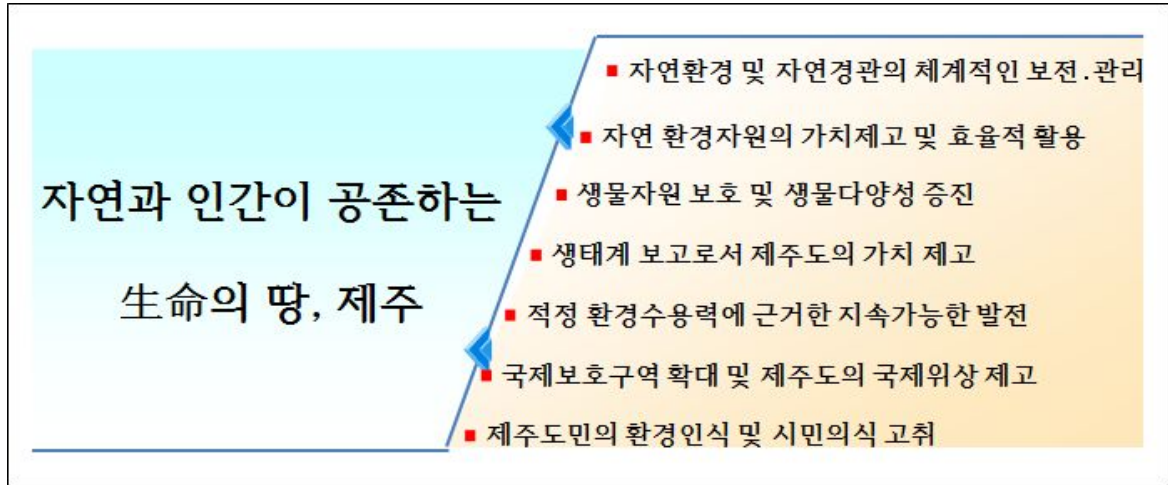 자연과 인간이 공존하는
生命의 땅, 제주
■ 자연환경 및 자연경관의 체계적인 보전.관리
■ 자연 환경자원의 가치제고 및 효율적 활용
■ 생물자원 보호 및 생물다양성 증진
■ 생태계 보고로서 제주도의 가치 제고
■ 적정 환경수용력에 근거한 지속가능한 발전
■ 국제보호구역 확대 및 제주도의 국제위상 제고
■ 제주도민의 환경인식 및 시민의식 고취